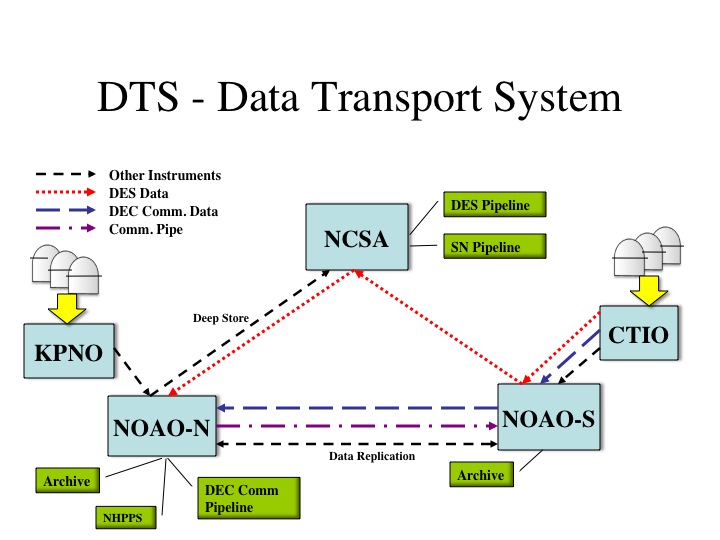 DTS - Data Transport System
Other Instruments
DES Data
DEC Comm. Data
Comm. Pipe
DES Pipeline
NCSA
SN Pipeline
Deep Store
KPNO
CTIO
NOAO-N
NOAO-S
Data Replication
Archive
NHPPS
DEC Comm
Pipeline
Archive